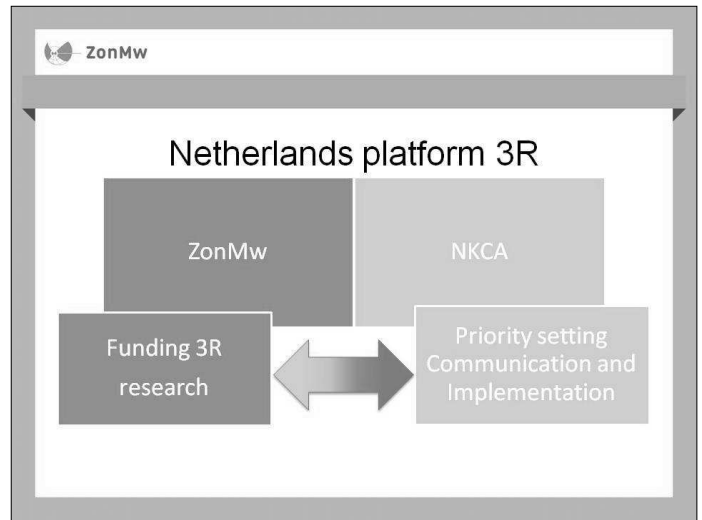 ZonMw
Netherlands platform 3R
ZonMw
NKCA
Funding 3R
research
Priority setting
Communication and
Implementation